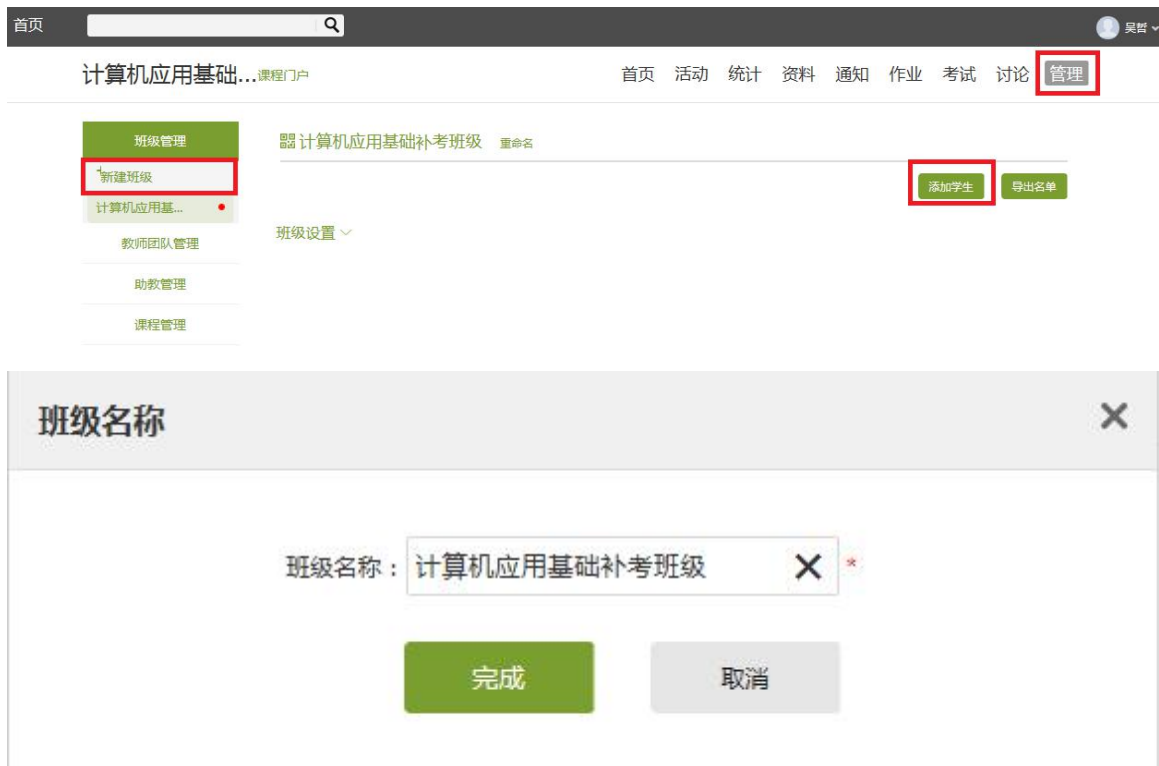 首页 吴哲
计算机应用基础...课程门户 首页 活动 统计 资料 通知 作业 考试 讨论 管理
班级管理 计算机应用基础补考班级 重命名
+新建班级 添加学生 导出名单
计算机应用基...
班级设置
教师团队管理
助教管理
课程管理
班级名称
班级名称：计算机应用基础补考班级 *
完成 取消